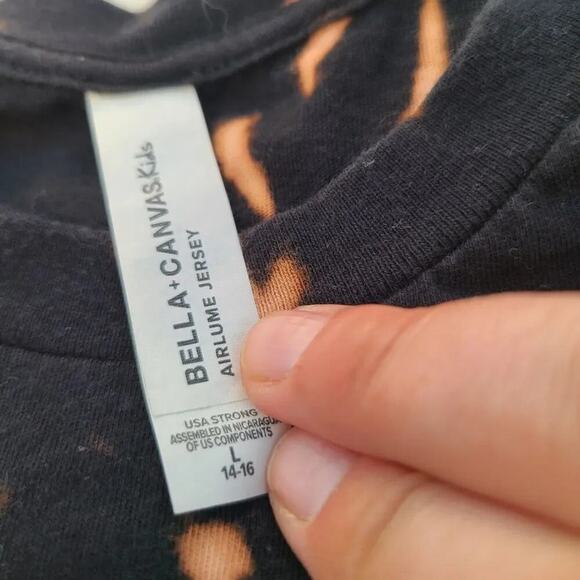 BELLA+CANVAS.Kids
AIRLUME JERSEY
USA STRONG
ASSEMBLED IN NICARAGUA
OF US COMPONENTS
L
14-16